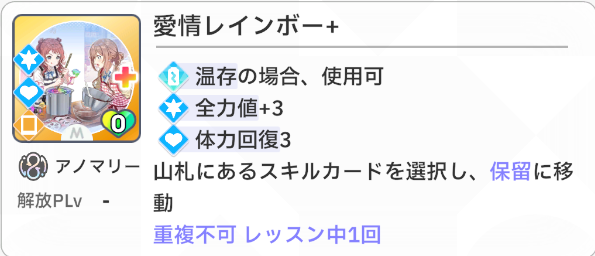 愛情レインボー+
温存の場合、使用可
全力値+3
体力回復3
0
M
アノマリー
山札にあるスキルカードを選択し、保留に移
動
解放PLv -
重複不可 レッスン中1回